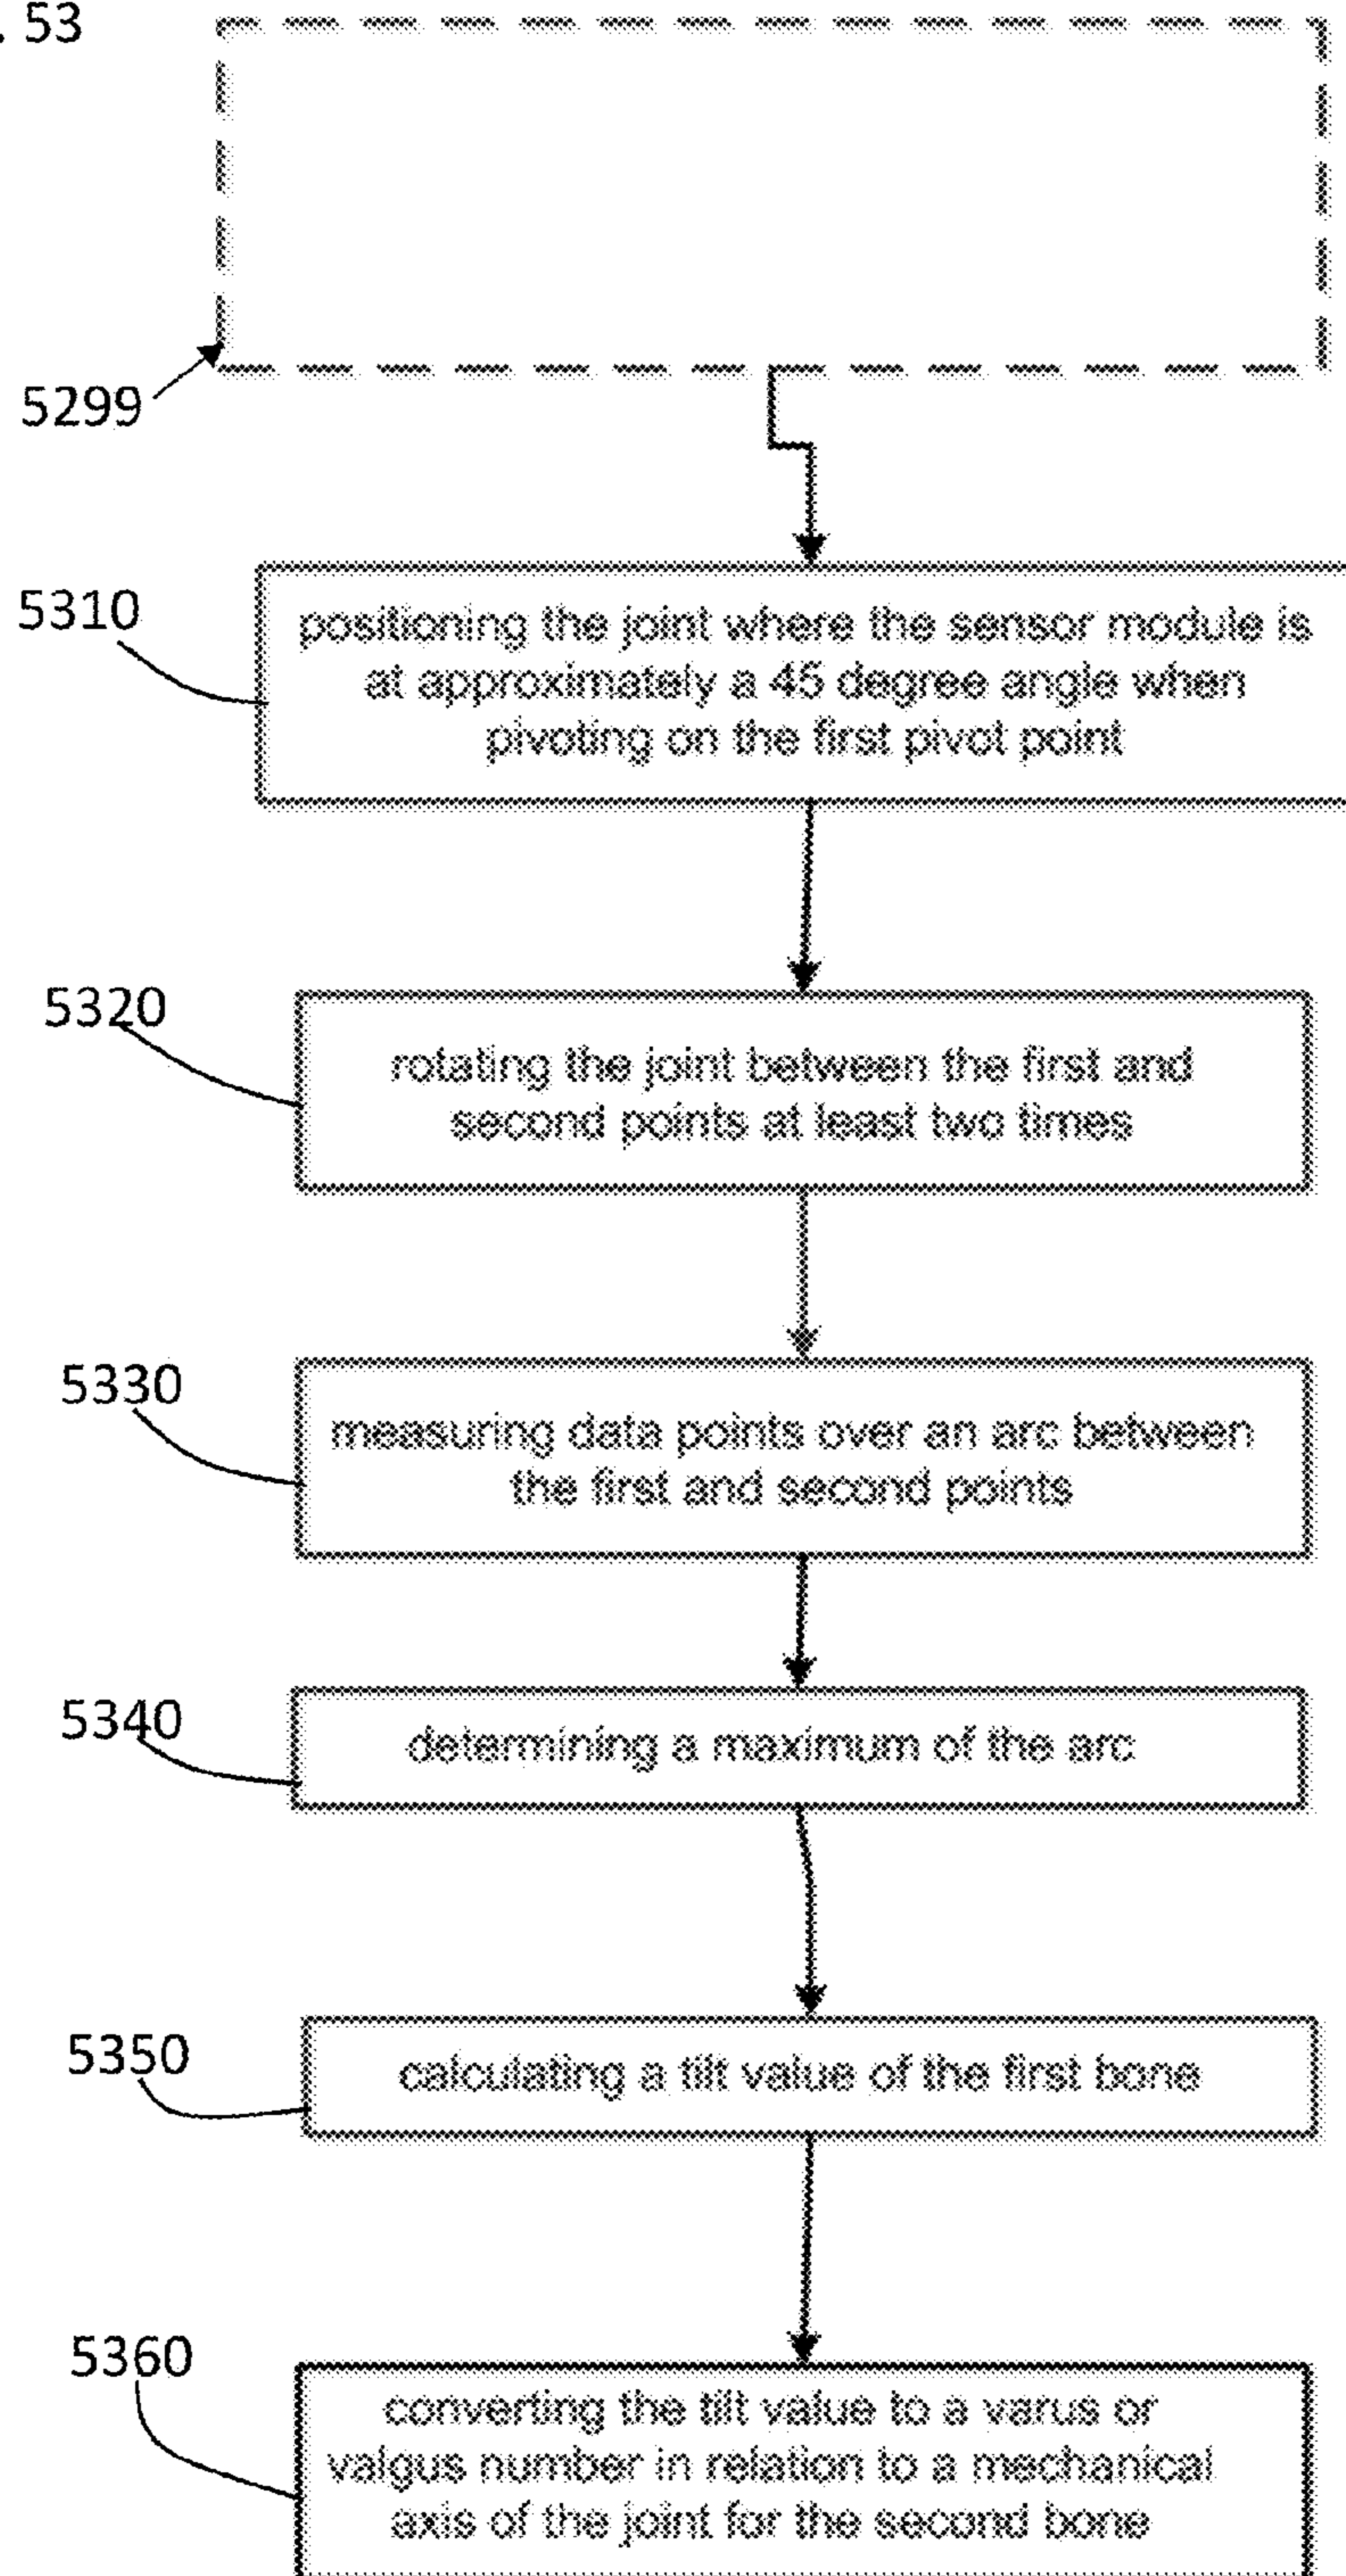 . 53
5299
5310
positioning the joint where the sensor module is
at approximately a 45 degree angle when
pivoting on the first pivot point
5320
rotating the joint between the first and
second points at least two times
5330
measuring data points over an arc between
the first and second points
5340
determining a maximum of the arc
5350
calculating a tilt value of the first bone
5360
converting the tilt value to a varus or
valgus number in relation to a mechanical
axis of the joint for the second bone